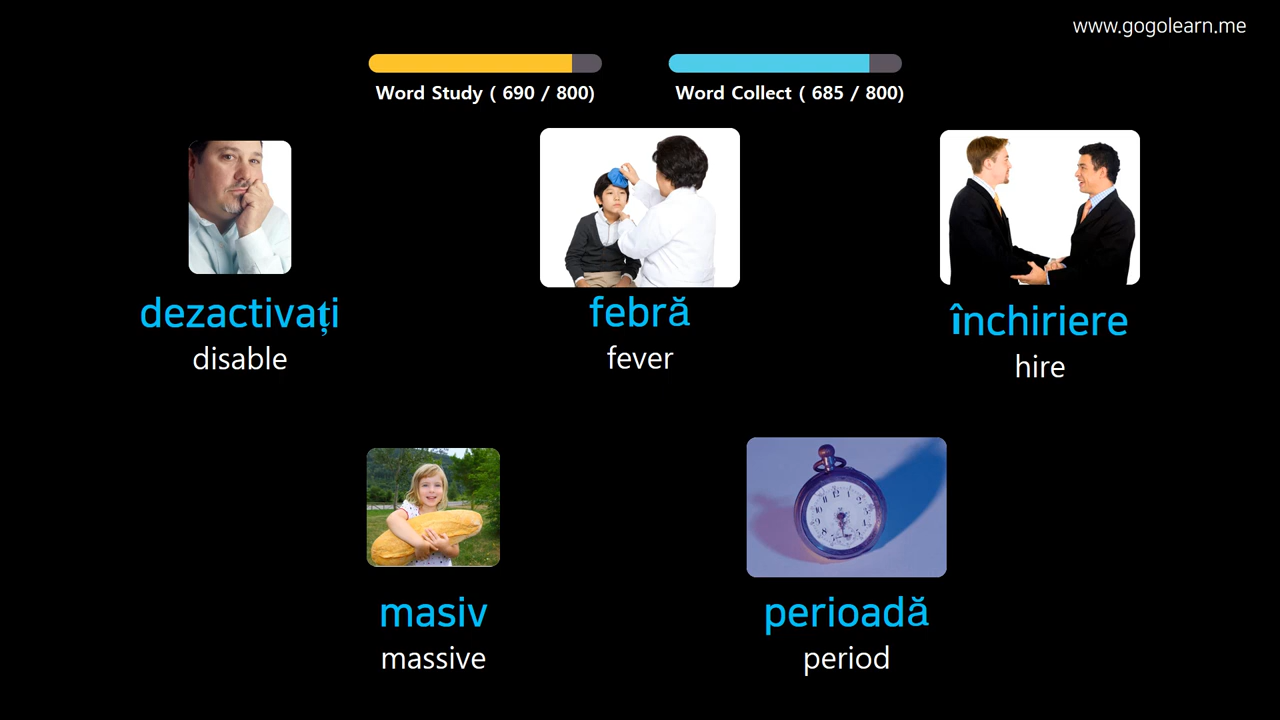 www.gogolearn.me
Word Study ( 690 / 800)
Word Collect ( 685 / 800)
dezactivați
disable
febră
fever
închiriere
hire
masiv
massive
perioadă
period